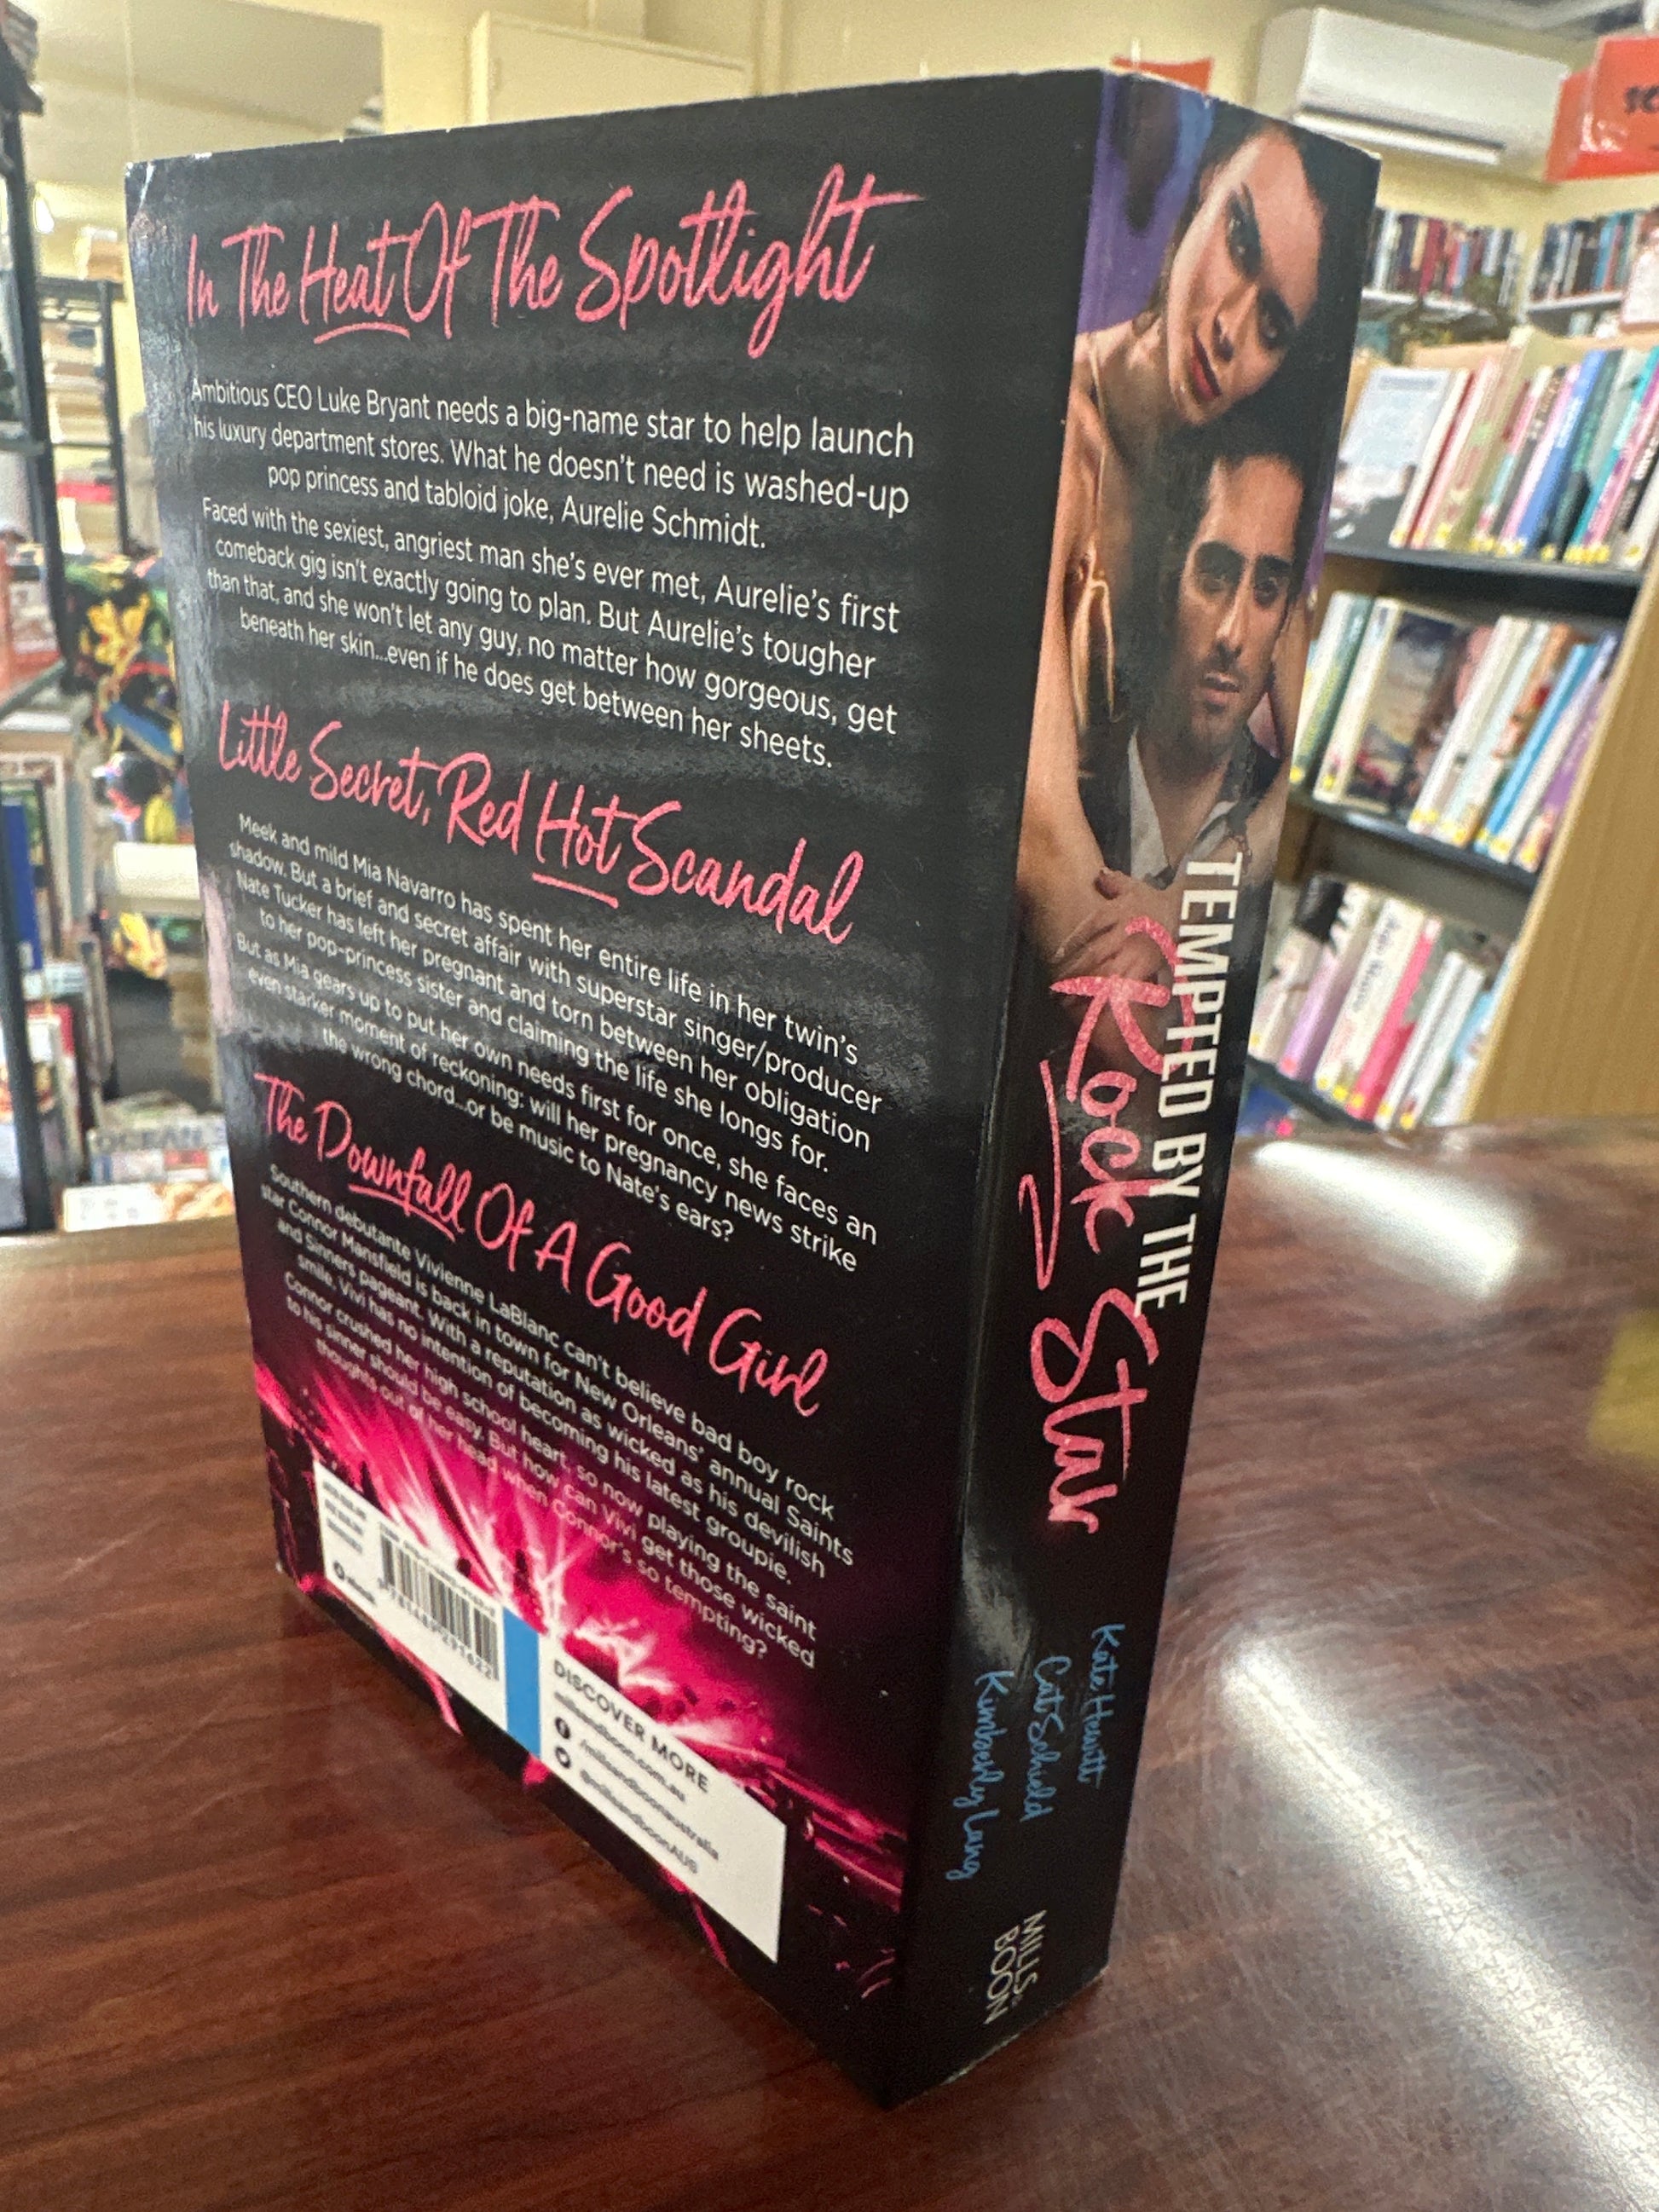 In The Heat Of The Spotlight
Ambitious CEO Luke Bryant needs a big-name star to help launch
his luxury department stores. What he doesn't need is washed-up
pop princess and tabloid joke, Aurelie Schmidt.
Faced with the sexiest, angriest man she's ever met, Aurelie's first
comeback gig isn't exactly going to plan. But Aurelie's tougher
than that, and she won't let any guy, no matter how gorgeous, get
beneath her skin...even if he does get between her sheets.
Little Secret, Red Hot Scandal
Meek and mild Mia Navarro has spent her entire life in her twin's
shadow. But a brief and secret affair with superstar singer/producer
Nate Tucker has left her pregnant and torn between her obligation
to her pop-princess sister and claiming the life she longs for.
But as Mia gears up to put her own needs first for once, she faces an
even starker moment of reckoning: will her pregnancy news strike
the wrong chord...or be music to Nate's ears?
The Downfall Of A Good Girl
Southern debutante Vivienne LaBlanc can't believe bad boy rock
star Connor Mansfield is back in town for New Orleans' annual Saints
and Sinners pageant. With a reputation as wicked as his devilish
smile, Vivi has no intention of becoming his latest groupie.
Connor crushed her high school heart, so now playing the saint
to his sinner should be easy. But how can Vivi get those wicked
thoughts out of her head when Connor's so tempting?
DISCOVER MORE
millsandboon.com.au
/millsandboonaustralia
@millsandboonAUS
TEMPTED BY THE
Rock Star
Kate Hewitt
Cat Schield
Kimberly Lang
MILLS &
BOON
OCEAN